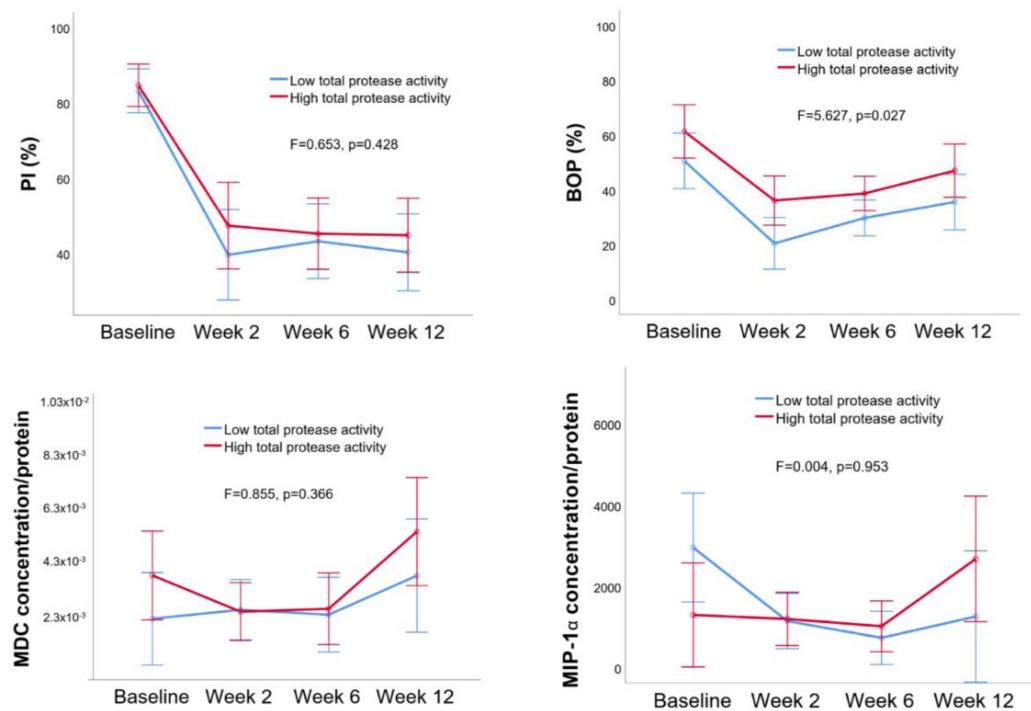 PI (%)
100
80
60
40
Low total protease activity
High total protease activity
F=0.653, p=0.428
Baseline Week 2 Week 6 Week 12
BOP (%)
100
80
60
40
20
0
Low total protease activity
High total protease activity
F=5.627, p=0.027
Baseline Week 2 Week 6 Week 12
MDC concentration/protein
1.03x10⁻²
8.3x10⁻³
6.3x10⁻³
4.3x10⁻³
2.3x10⁻³
Low total protease activity
High total protease activity
F=0.855, p=0.366
Baseline Week 2 Week 6 Week 12
MIP-1α concentration/protein
6000
4000
2000
0
Low total protease activity
High total protease activity
F=0.004, p=0.953
Baseline Week 2 Week 6 Week 12